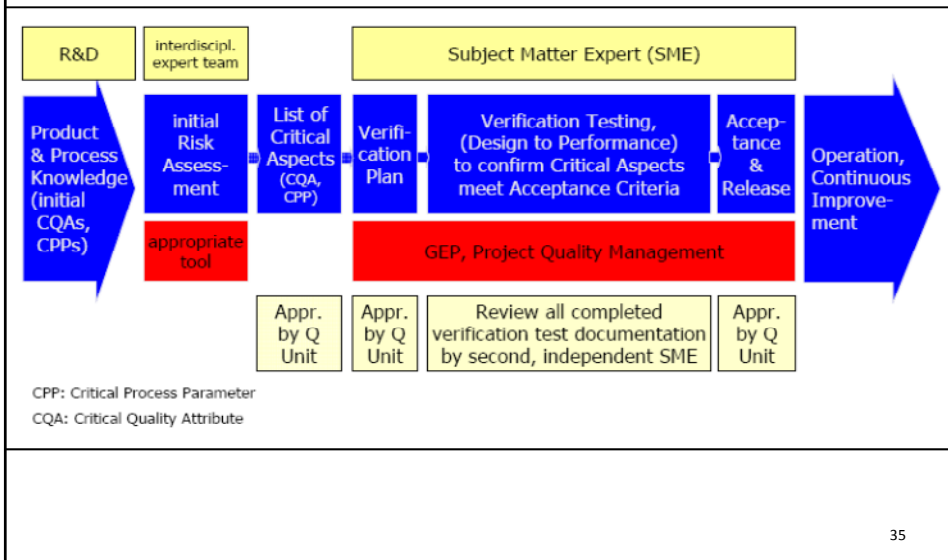 R&D
interdiscipl.
expert team
Subject Matter Expert (SME)
Product
& Process
Knowledge
(initial
CQAs,
CPPs)
initial
Risk
Assess-
ment
List of
Critical
Aspects
(CQA,
CPP)
Verifi-
cation
Plan
Verification Testing,
(Design to Performance)
to confirm Critical Aspects
meet Acceptance Criteria
Accep-
tance
&
Release
Operation,
Continuous
Improve-
ment
appropriate
tool
GEP, Project Quality Management
Appr.
by Q
Unit
Appr.
by Q
Unit
Review all completed
verification test documentation
by second, independent SME
Appr.
by Q
Unit
CPP: Critical Process Parameter
CQA: Critical Quality Attribute
35